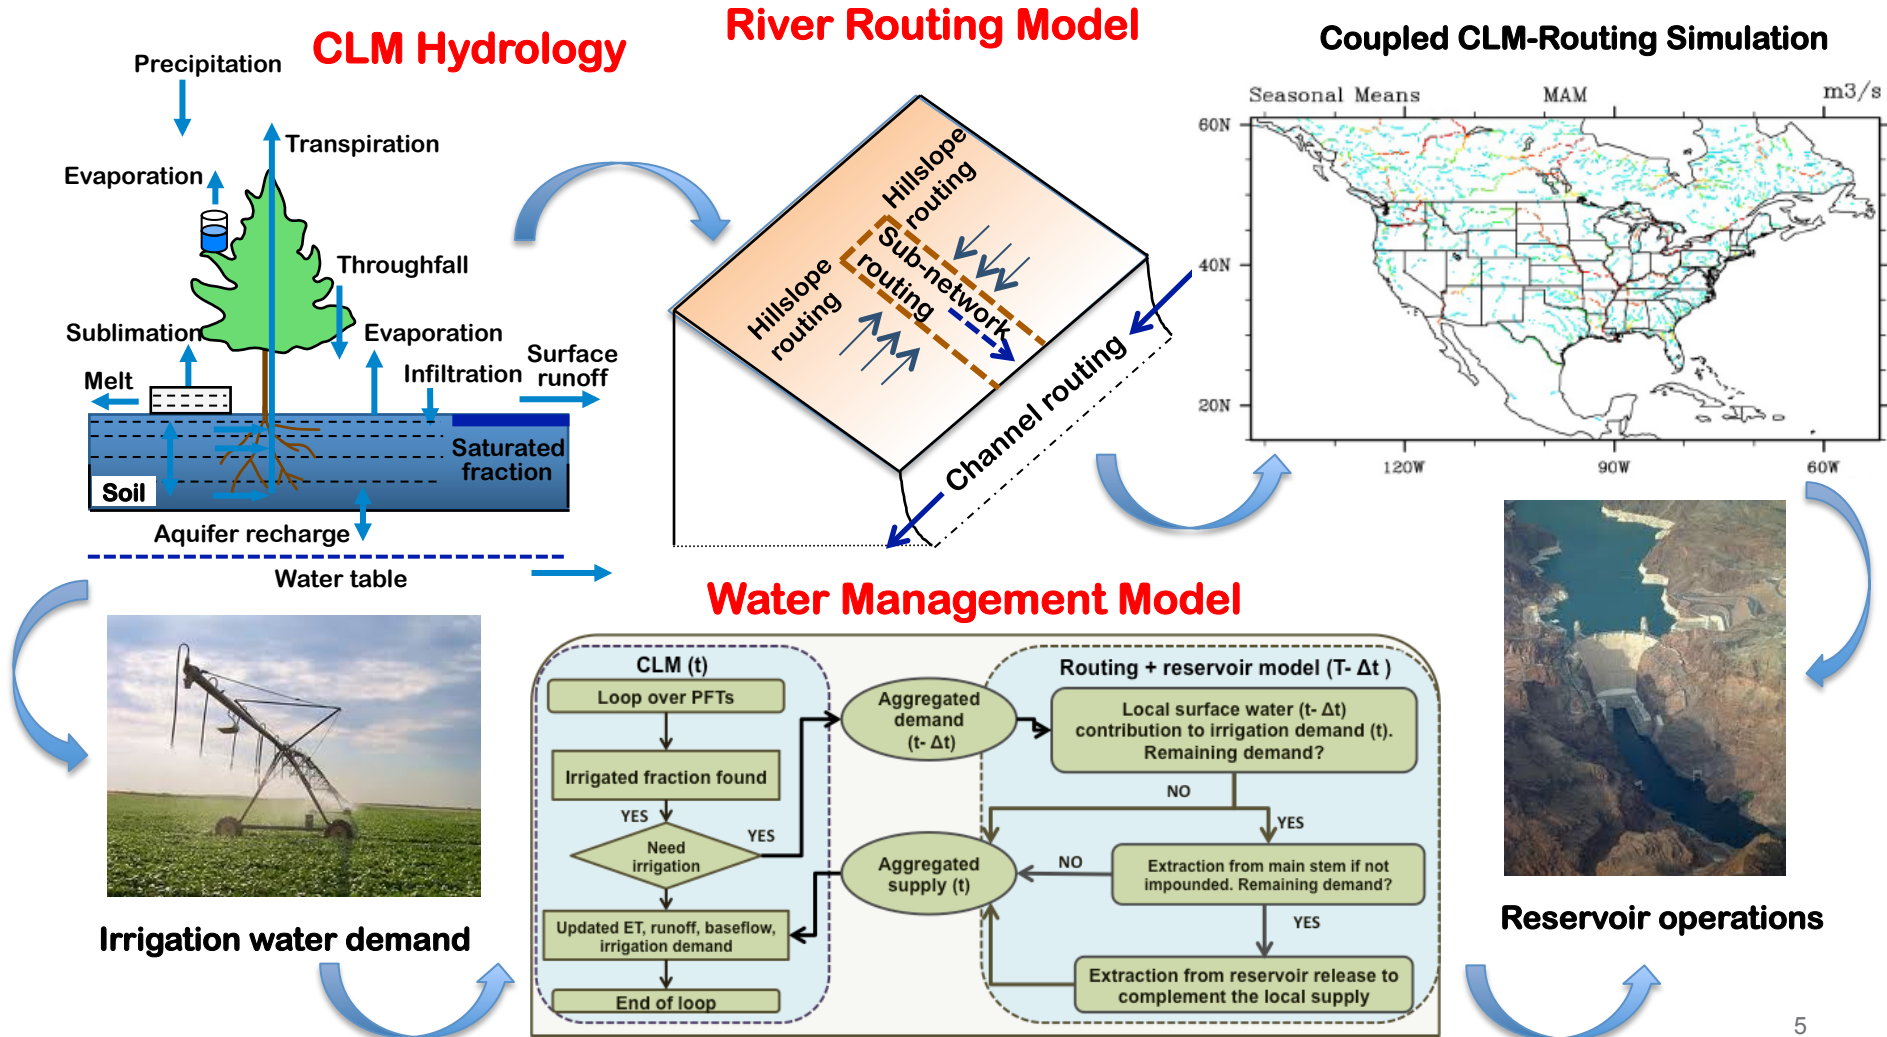 CLM Hydrology
Precipitation
Transpiration
Evaporation
Throughfall
Sublimation
Evaporation
Melt
Infiltration
Surface
runoff
Saturated
fraction
Soil
Aquifer recharge
Water table
River Routing Model
Hillslope
routing
Sub-network
routing
Hillslope
routing
Channel routing
Coupled CLM-Routing Simulation
Seasonal Means MAM m3/s
60N
40N
20N
120W 90W 60W
Irrigation water demand
Water Management Model
CLM (t)
Loop over PFTs
Irrigated fraction found
YES
Need
irrigation
YES
Updated ET, runoff, baseflow,
irrigation demand
End of loop
Aggregated
demand
(t- Δt)
Aggregated
supply (t)
Routing + reservoir model (T- Δt )
Local surface water (t- Δt)
contribution to irrigation demand (t).
Remaining demand?
NO
YES
Extraction from main stem if not
impounded. Remaining demand?
NO
YES
Extraction from reservoir release to
complement the local supply
Reservoir operations
5